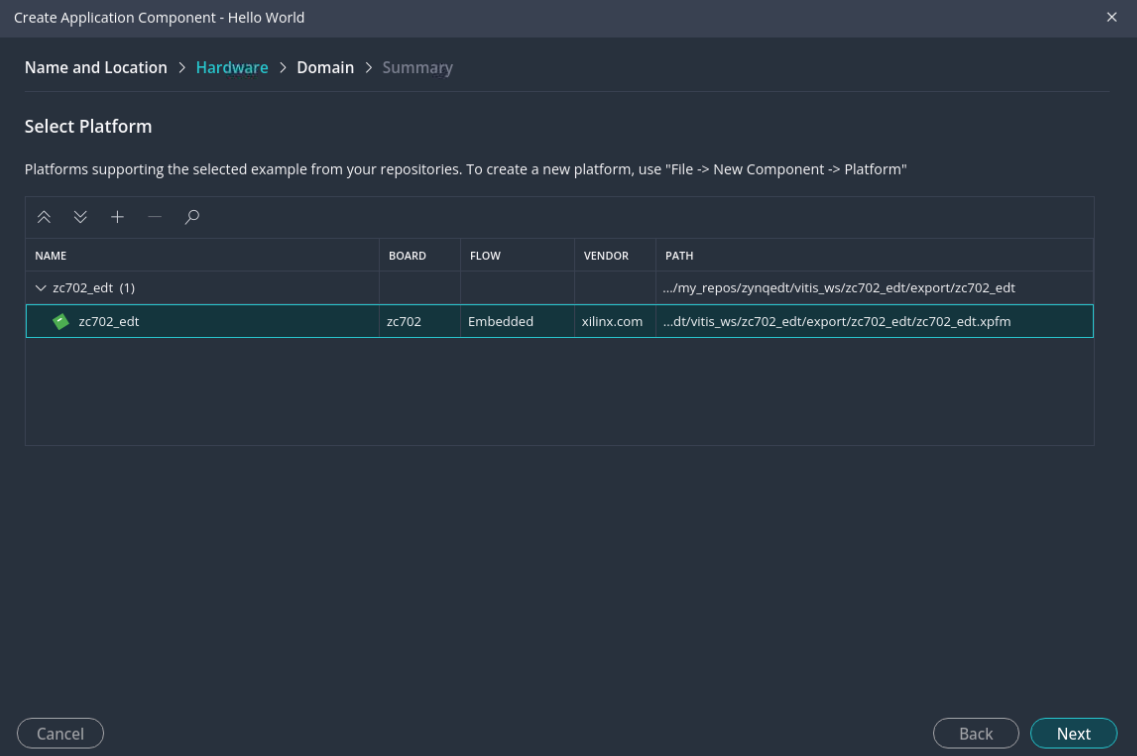 Create Application Component - Hello World
Name and Location > Hardware > Domain > Summary
Select Platform
Platforms supporting the selected example from your repositories. To create a new platform, use "File -> New Component -> Platform"
NAME BOARD FLOW VENDOR PATH
zc702_edt (1) .../my_repos/zynqedt/vitis_ws/zc702_edt/export/zc702_edt
zc702_edt zc702 Embedded xilinx.com ...dt/vitis_ws/zc702_edt/export/zc702_edt/zc702_edt.xpfm
Cancel Back Next